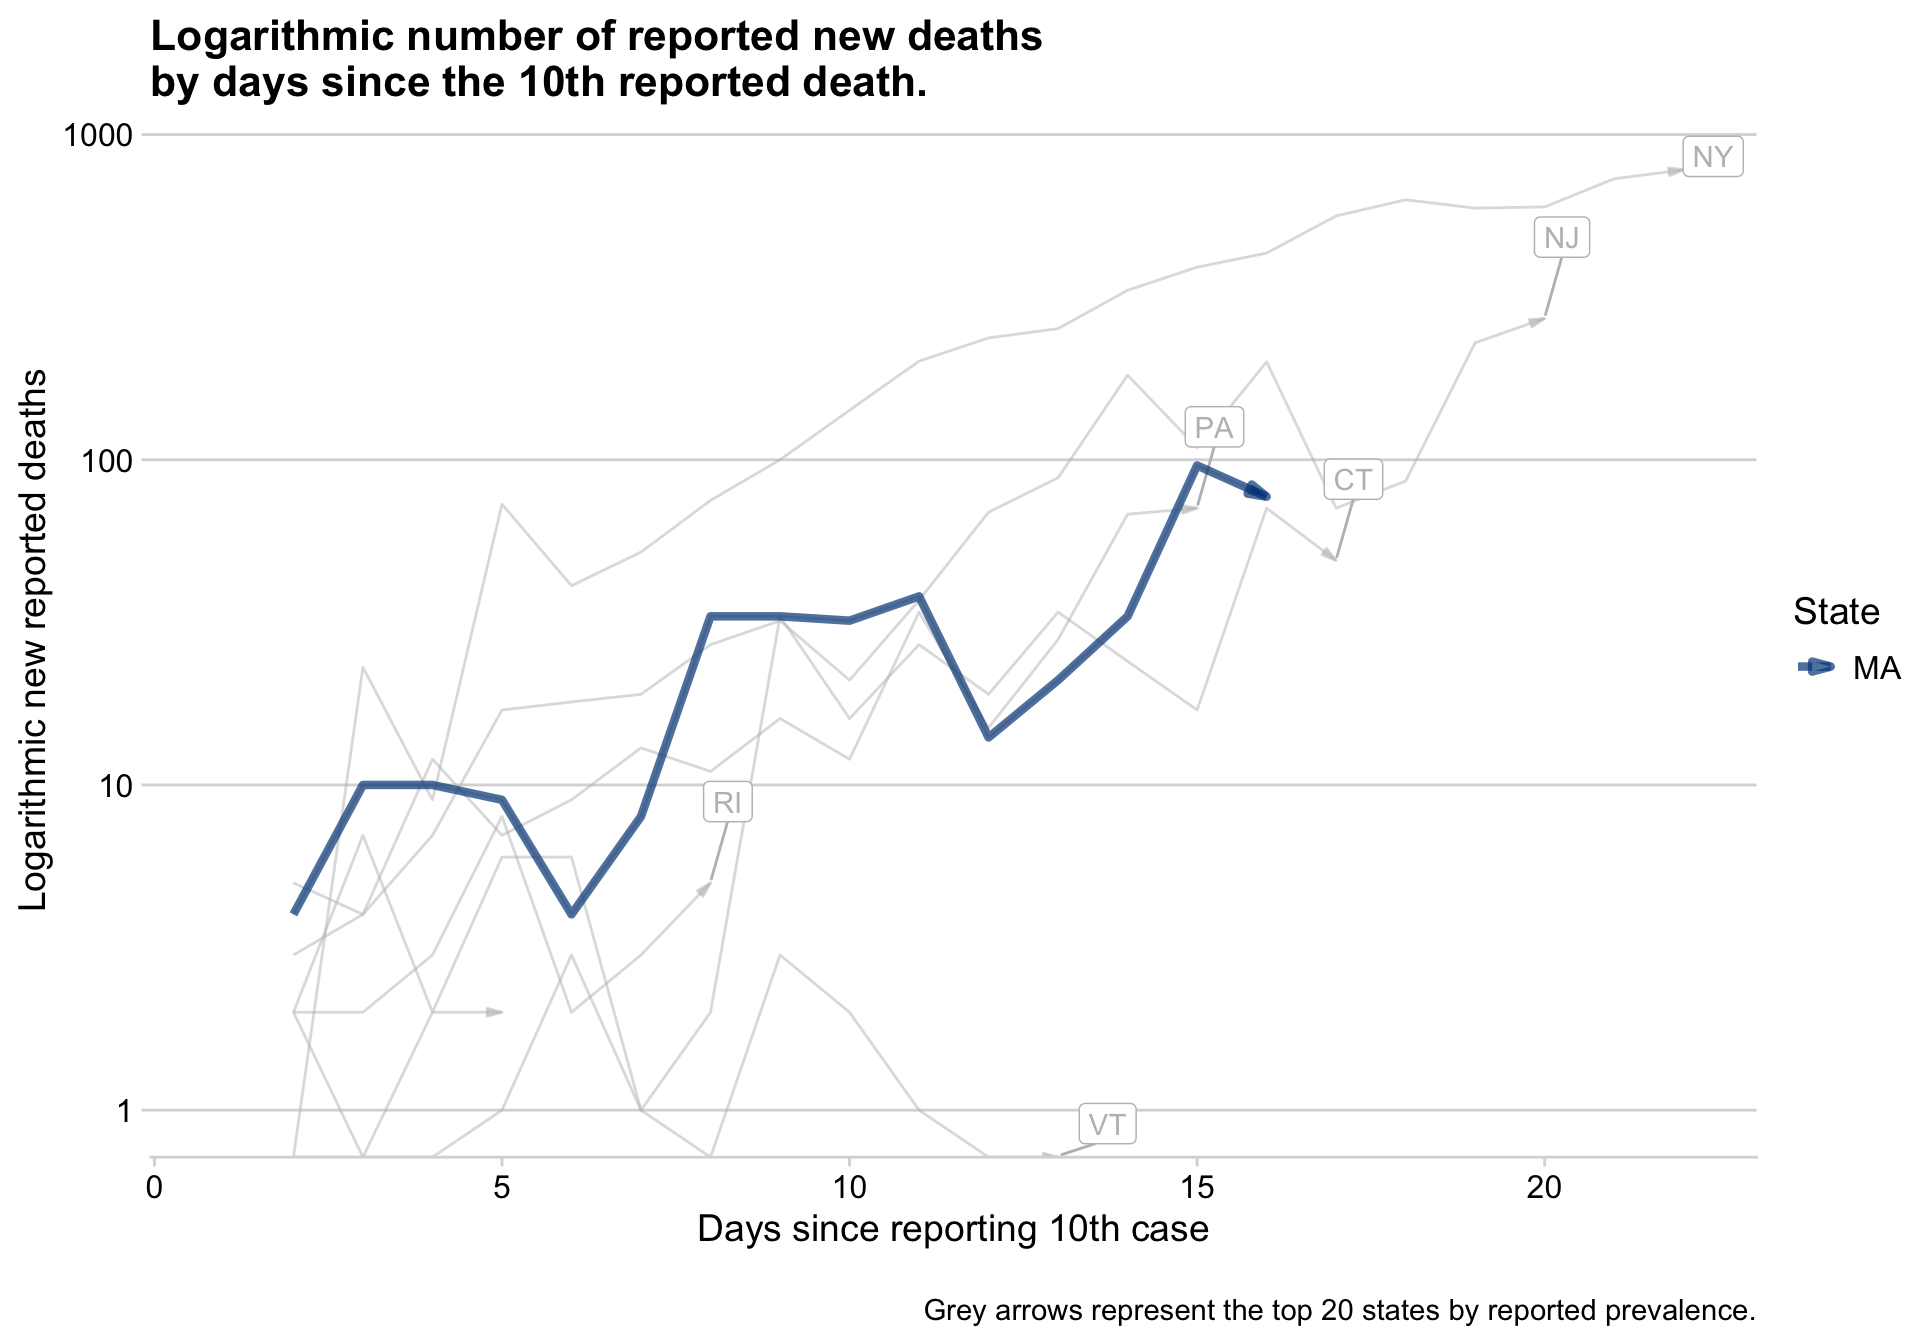 Logarithmic number of reported new deaths
by days since the 10th reported death.
1000
NY
NJ
Logarithmic new reported deaths
PA
100
CT
State
MA
10
RI
1
VT
0 5 10 15 20
Days since reporting 10th case
Grey arrows represent the top 20 states by reported prevalence.